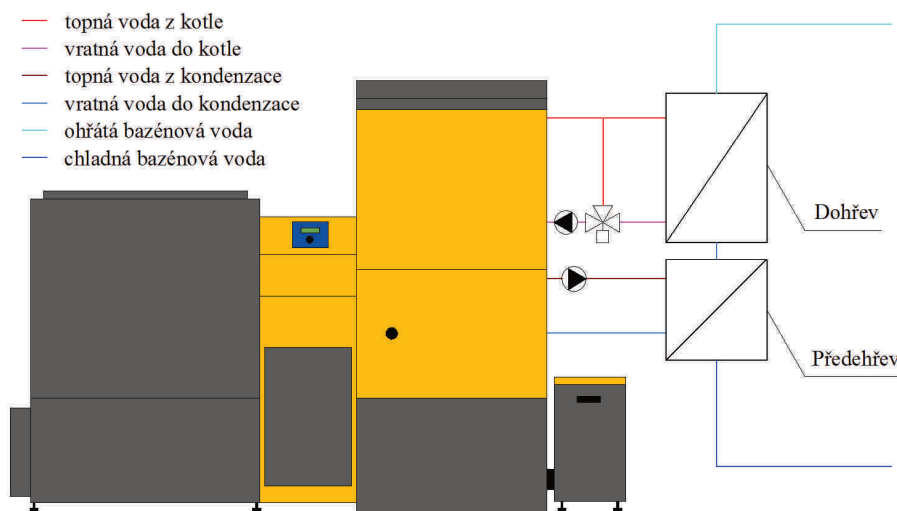 topná voda z kotle
vratná voda do kotle
topná voda z kondenzace
vratná voda do kondenzace
ohřátá bazénová voda
chladná bazénová voda
Dohřev
Předehřev